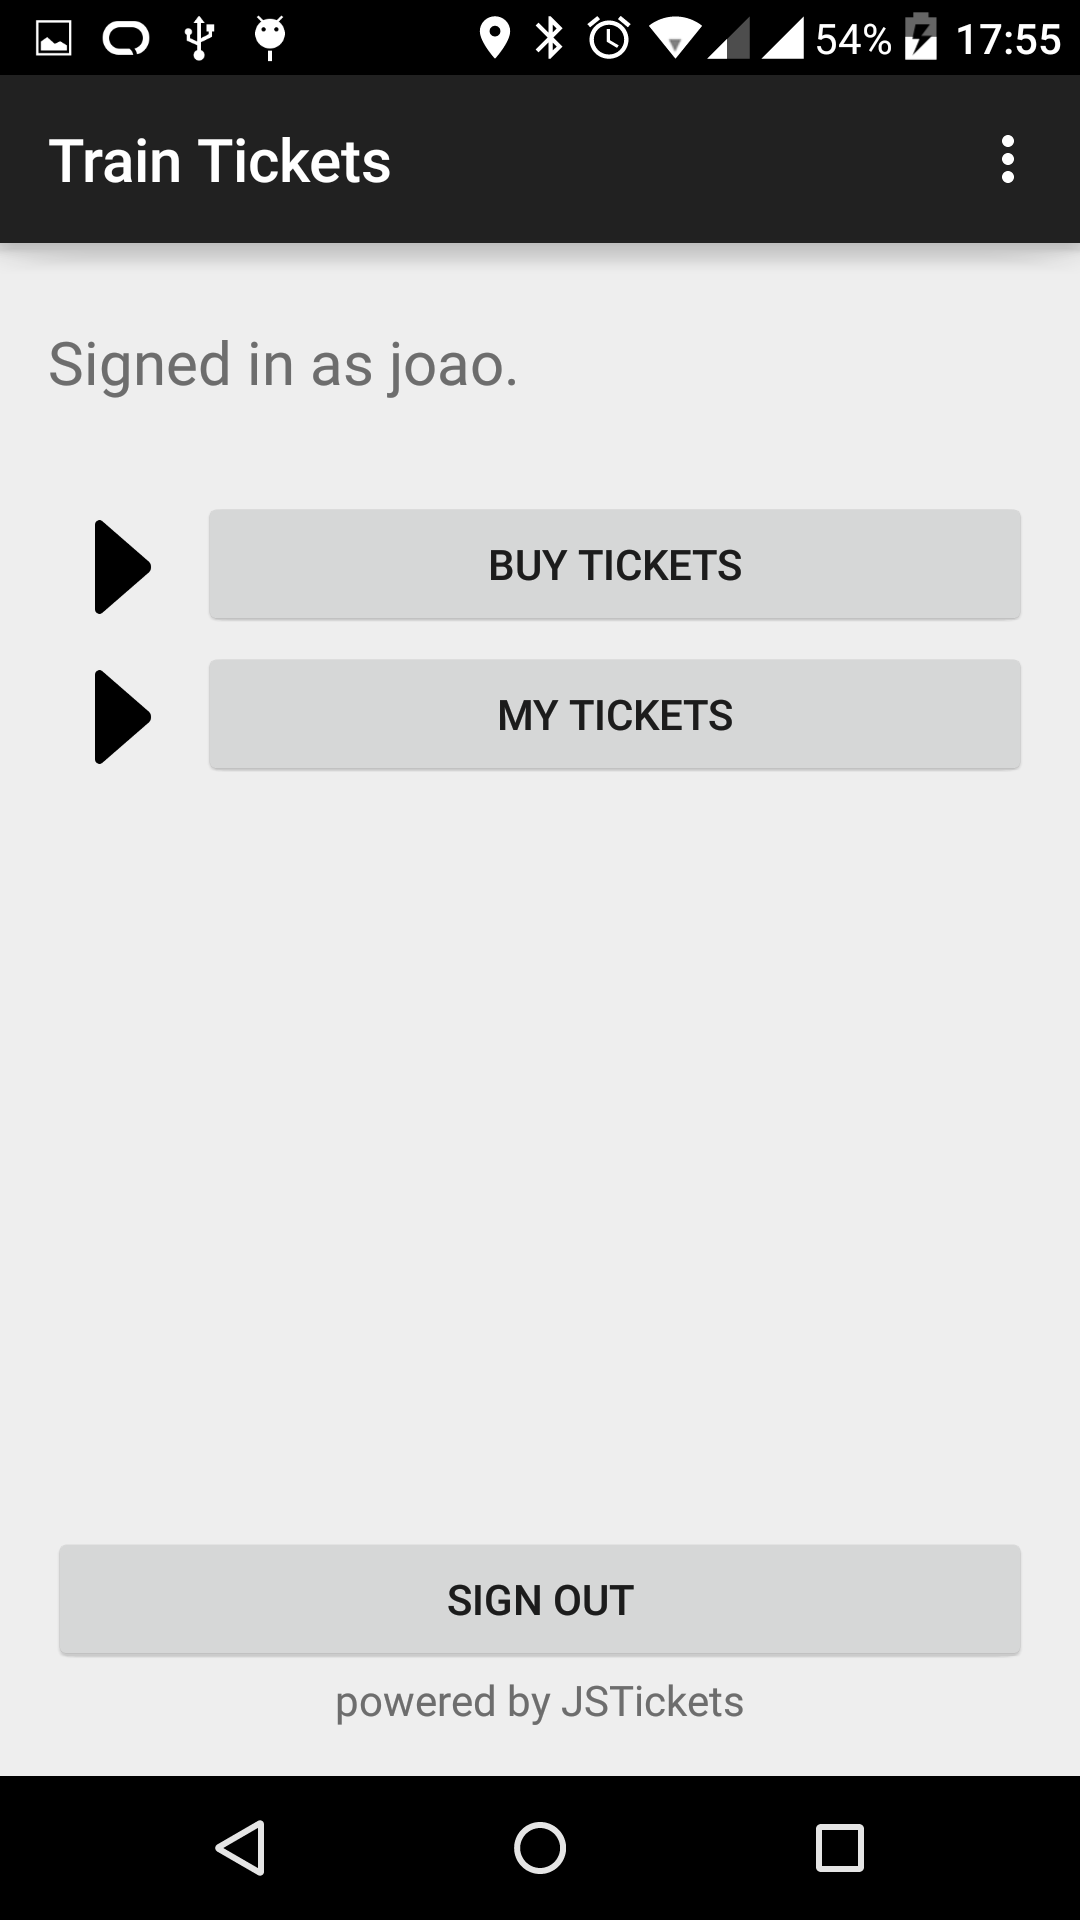 54% 17:55
Train Tickets
Signed in as joao.
BUY TICKETS
MY TICKETS
SIGN OUT
powered by JSTickets